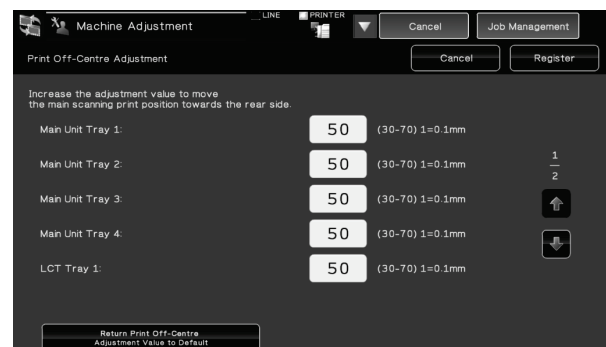 Machine Adjustment
LINE
PRINTER
Cancel
Job Management
Print Off-Centre Adjustment
Cancel
Register
Increase the adjustment value to move
the main scanning print position towards the rear side.
Main Unit Tray 1: 50 (30-70) 1=0.1mm
Main Unit Tray 2: 50 (30-70) 1=0.1mm
Main Unit Tray 3: 50 (30-70) 1=0.1mm
Main Unit Tray 4: 50 (30-70) 1=0.1mm
LCT Tray 1: 50 (30-70) 1=0.1mm
1
2
Return Print Off-Centre
Adjustment Value to Default